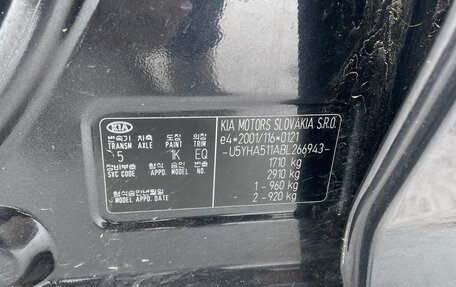 KIA
변속기 차축 도장 외장
TRANSM AXLE PAINT TRIM
5 1K EQ
정비부호 형식 승인 번호
SVC CODE MODEL APPD. NO.
형식승인년월일
MODEL APPD. DATE
KIA MOTORS SLOVAKIA S.R.O.
e4*2001/116*0121
-U5YHA511ABL266943-
1710 kg
2910 kg
1 - 960 kg
2 - 920 kg